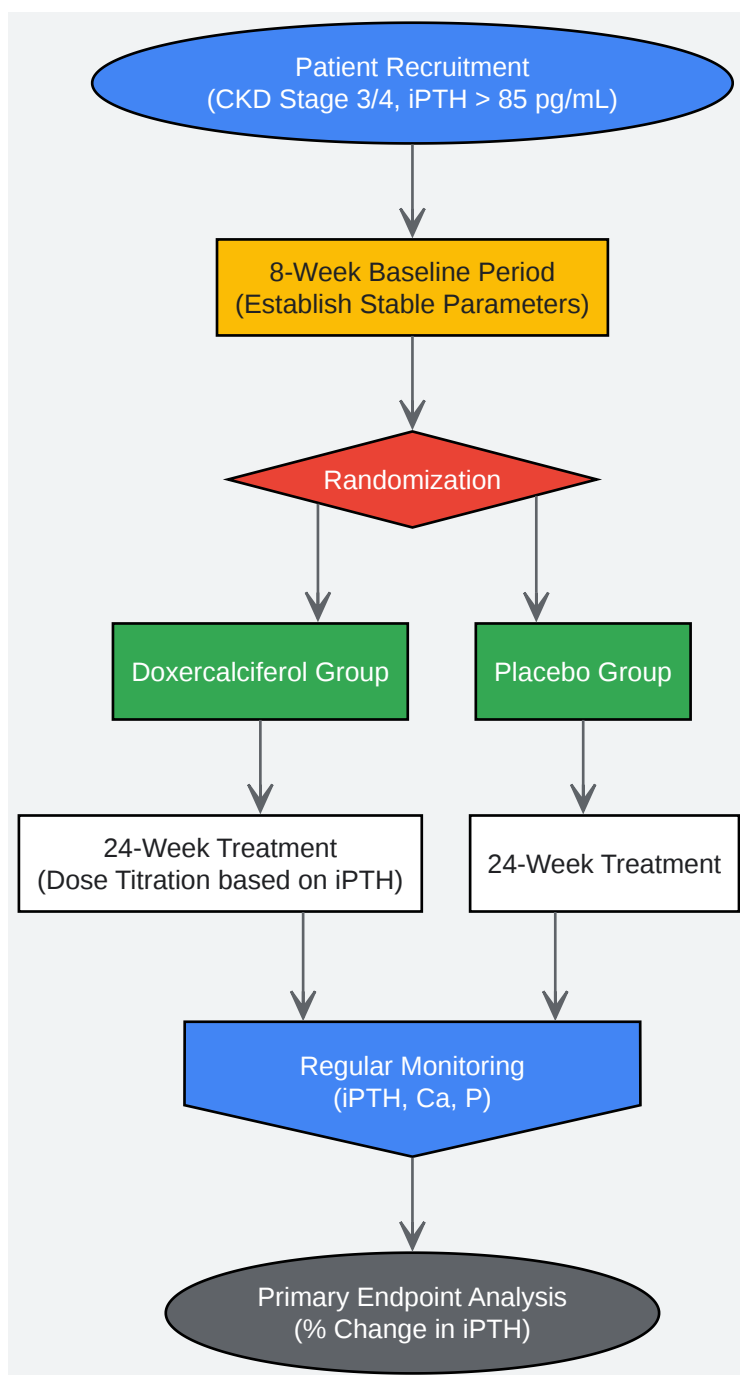 Patient Recruitment
(CKD Stage 3/4, iPTH > 85 pg/mL)
8-Week Baseline Period
(Establish Stable Parameters)
Randomization
Doxercalciferol Group
Placebo Group
24-Week Treatment
(Dose Titration based on iPTH)
24-Week Treatment
Regular Monitoring
(iPTH, Ca, P)
Primary Endpoint Analysis
(% Change in iPTH)